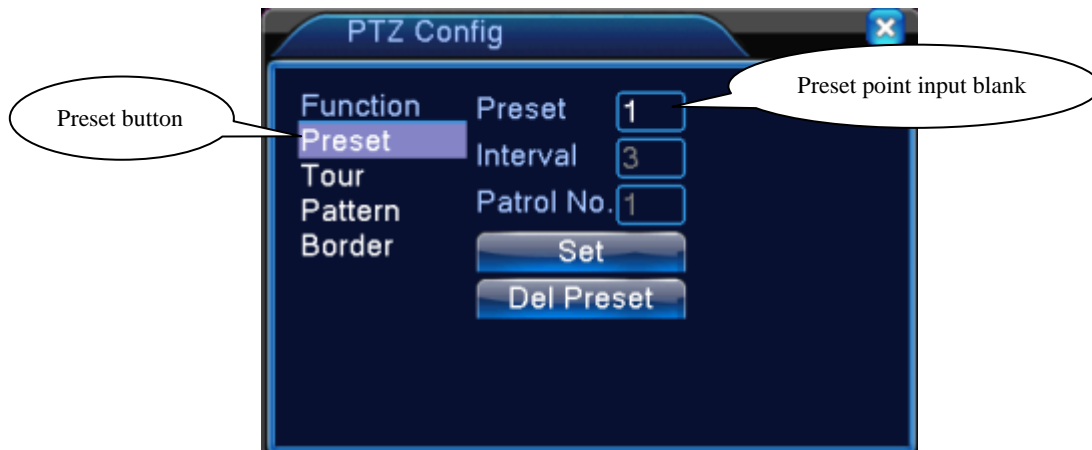 PTZ Config
Preset button
Preset point input blank
Function
Preset
Tour
Pattern
Border
Preset 1
Interval 3
Patrol No. 1
Set
Del Preset